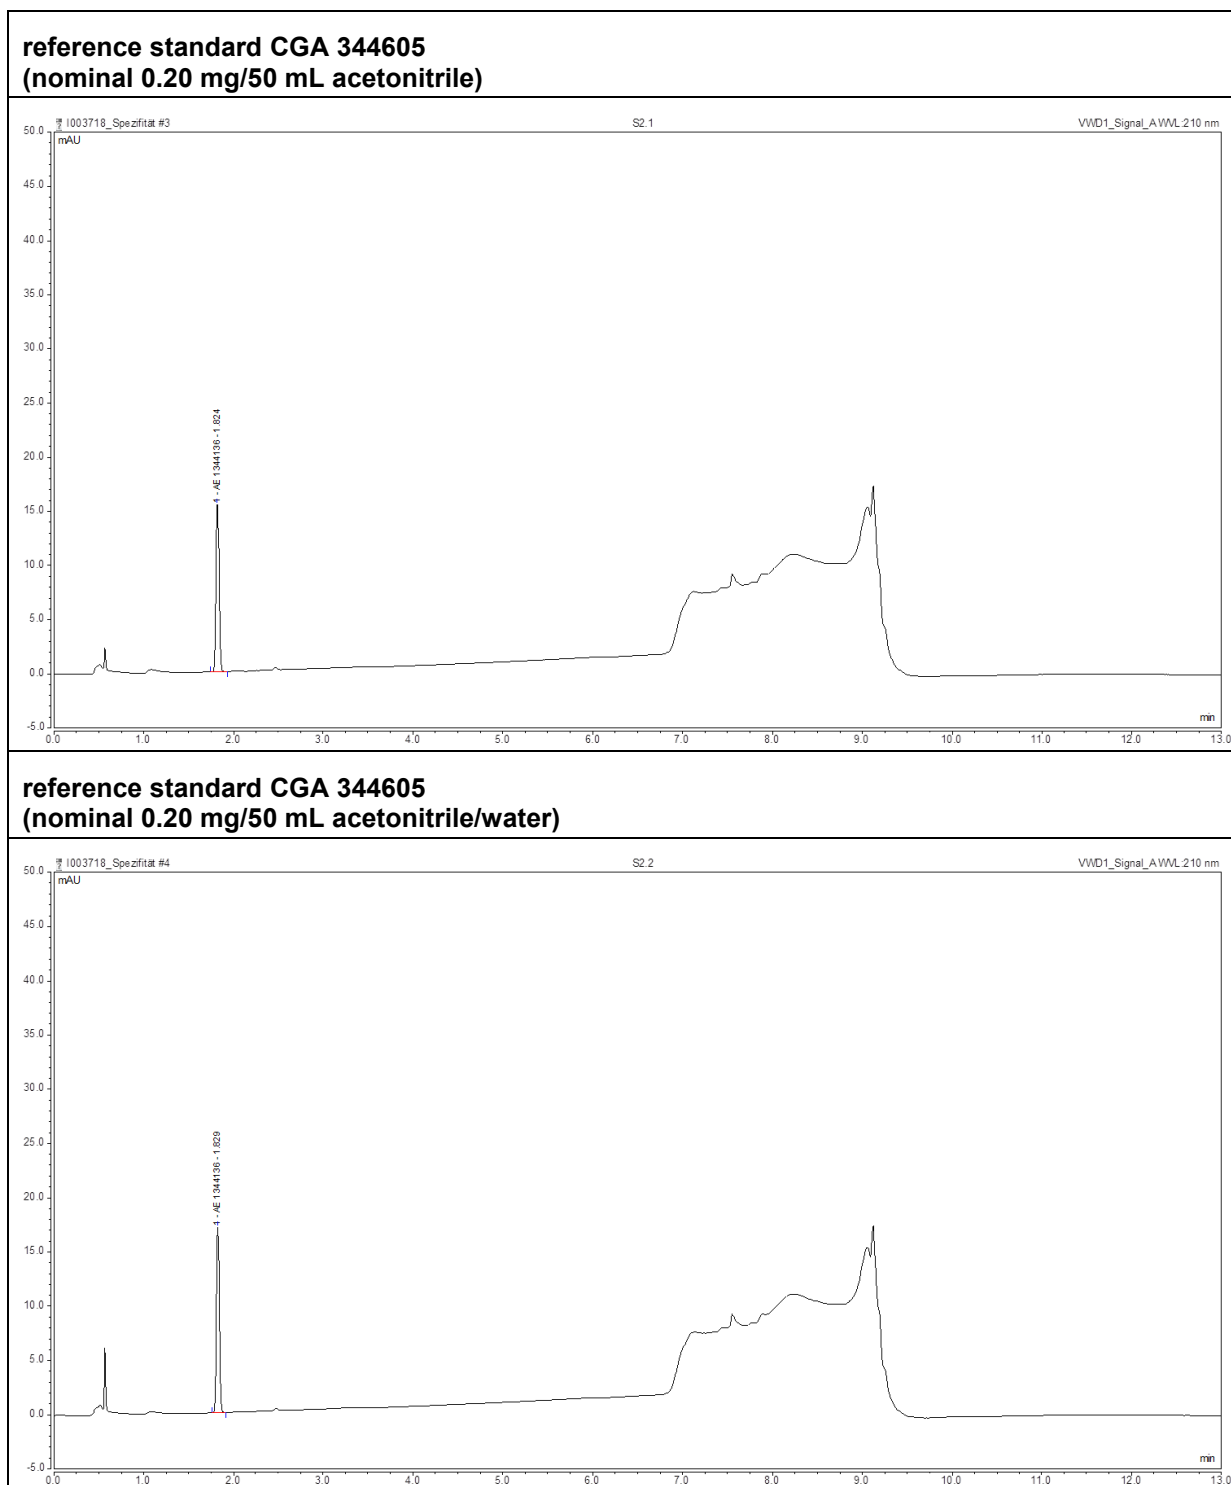 reference standard CGA 344605
(nominal 0.20 mg/50 mL acetonitrile)
I003718_Spezifität #3 S2.1 VWD1_Signal_A WVL:210 nm
50.0
mAU
45.0
40.0
35.0
30.0
25.0
20.0
15.0
10.0
5.0
0.0
-5.0
4 - AE 1344136 - 1.824
min
0.0 1.0 2.0 3.0 4.0 5.0 6.0 7.0 8.0 9.0 10.0 11.0 12.0 13.0
reference standard CGA 344605
(nominal 0.20 mg/50 mL acetonitrile/water)
I003718_Spezifität #4 S2.2 VWD1_Signal_A WVL:210 nm
50.0
mAU
45.0
40.0
35.0
30.0
25.0
20.0
15.0
10.0
5.0
0.0
-5.0
4 - AE 1344136 - 1.829
min
0.0 1.0 2.0 3.0 4.0 5.0 6.0 7.0 8.0 9.0 10.0 11.0 12.0 13.0